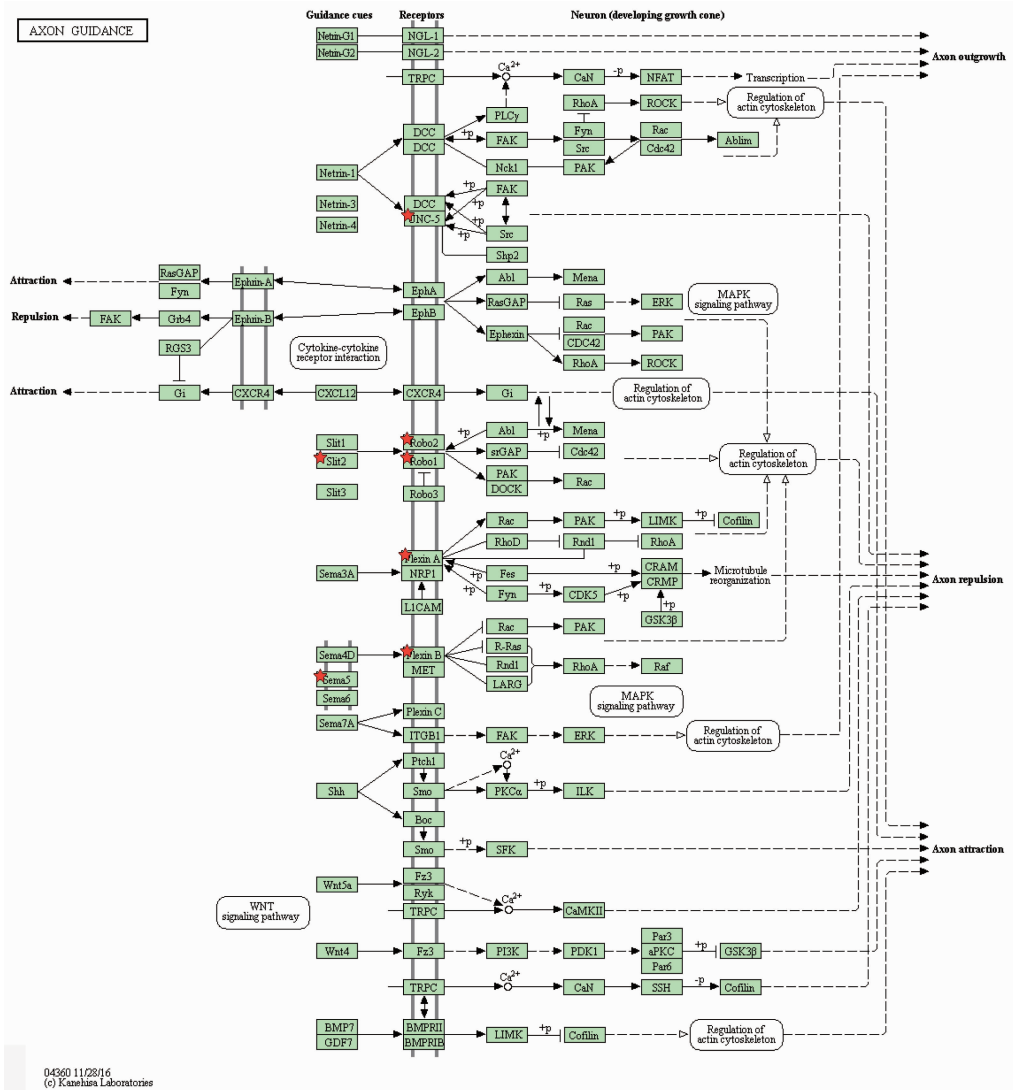 AXON GUIDANCE
Guidance cues Receptors Neuron (developing growth cone)
Netrin-G1 NGL-1
Netrin-G2 NGL-2
Axon outgrowth
Ca2+
TRPC CaN -p NFAT Transcription
Regulation of
actin cytoskeleton
RhoA ROCK
PLCγ
DCC +p FAK Fyn Rac Ablim
DCC Src Cdc42
Nck1 PAK
Netrin-1
+p FAK
Netrin-3 DCC +p
Netrin-4 UNC-5 +p
+p Src
Shp2
Attraction RasGAP Ephrin-A EphA Abl Mena
Fyn
MAPK
signaling pathway
RasGAP Ras ERK
Repulsion FAK Grb4 Ephrin-B EphB
Ephexin Rac PAK
CDC42
RGS3
Cytokine-cytokine
receptor interaction
RhoA ROCK
Attraction Gi CXCR4 CXCL12 CXCR4 Gi
Regulation of
actin cytoskeleton
Slit1 Robo2 +p Abl +p Mena
Slit2 Robo1 srGAP Cdc42
Regulation of
actin cytoskeleton
PAK Rac
DOCK
Slit3 Robo3
Rac PAK +p LIMK +p Cofilin
RhoD Rnd1 RhoA
Plexin A
Sema3A NRP1 +p Fes +p CRAM Microtubule
reorganization
CRMP
+p Fyn CDK5 +p
+p
L1CAM GSK3β
Axon repulsion
Rac PAK
R-Ras
Sema4D Plexin B
MET Rnd1 RhoA Raf
Sema5 LARG
Sema6
MAPK
signaling pathway
Plexin C
Sema7A
ITGB1 FAK ERK
Regulation of
actin cytoskeleton
Ptch1 Ca2+
Shh Smo PKCα +p ILK
Boc
Smo +p SFK
Axon attraction
Fz3
Wnt5a Ryk Ca2+
WNT
signaling pathway
TRPC CaMKII
Par3
Wnt4 Fz3 PI3K PDK1 aPKC +p GSK3β
Par6
Ca2+
TRPC CaN SSH -p Cofilin
BMP7 BMPRII LIMK +p Cofilin
GDF7 BMPRIB
Regulation of
actin cytoskeleton
04360 11/28/16
(c) Kanehisa Laboratories